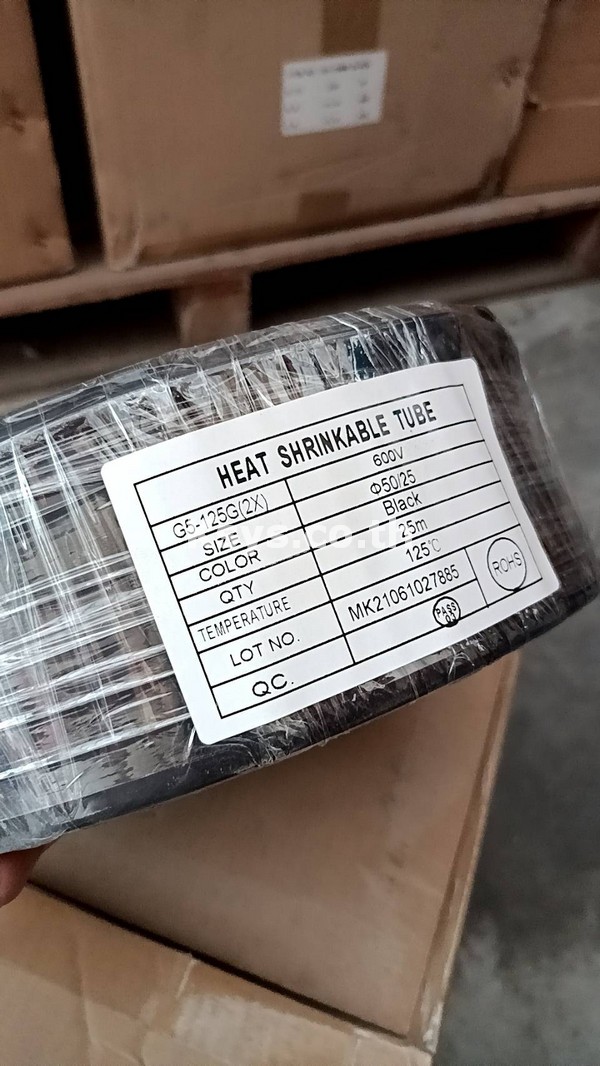 HEAT SHRINKABLE TUBE
G5-125G(2X) 600V
SIZE Φ50/25
COLOR Black
QTY 25m
TEMPERATURE 125℃
LOT NO. MK21061027885
QC. PASS
ROHS